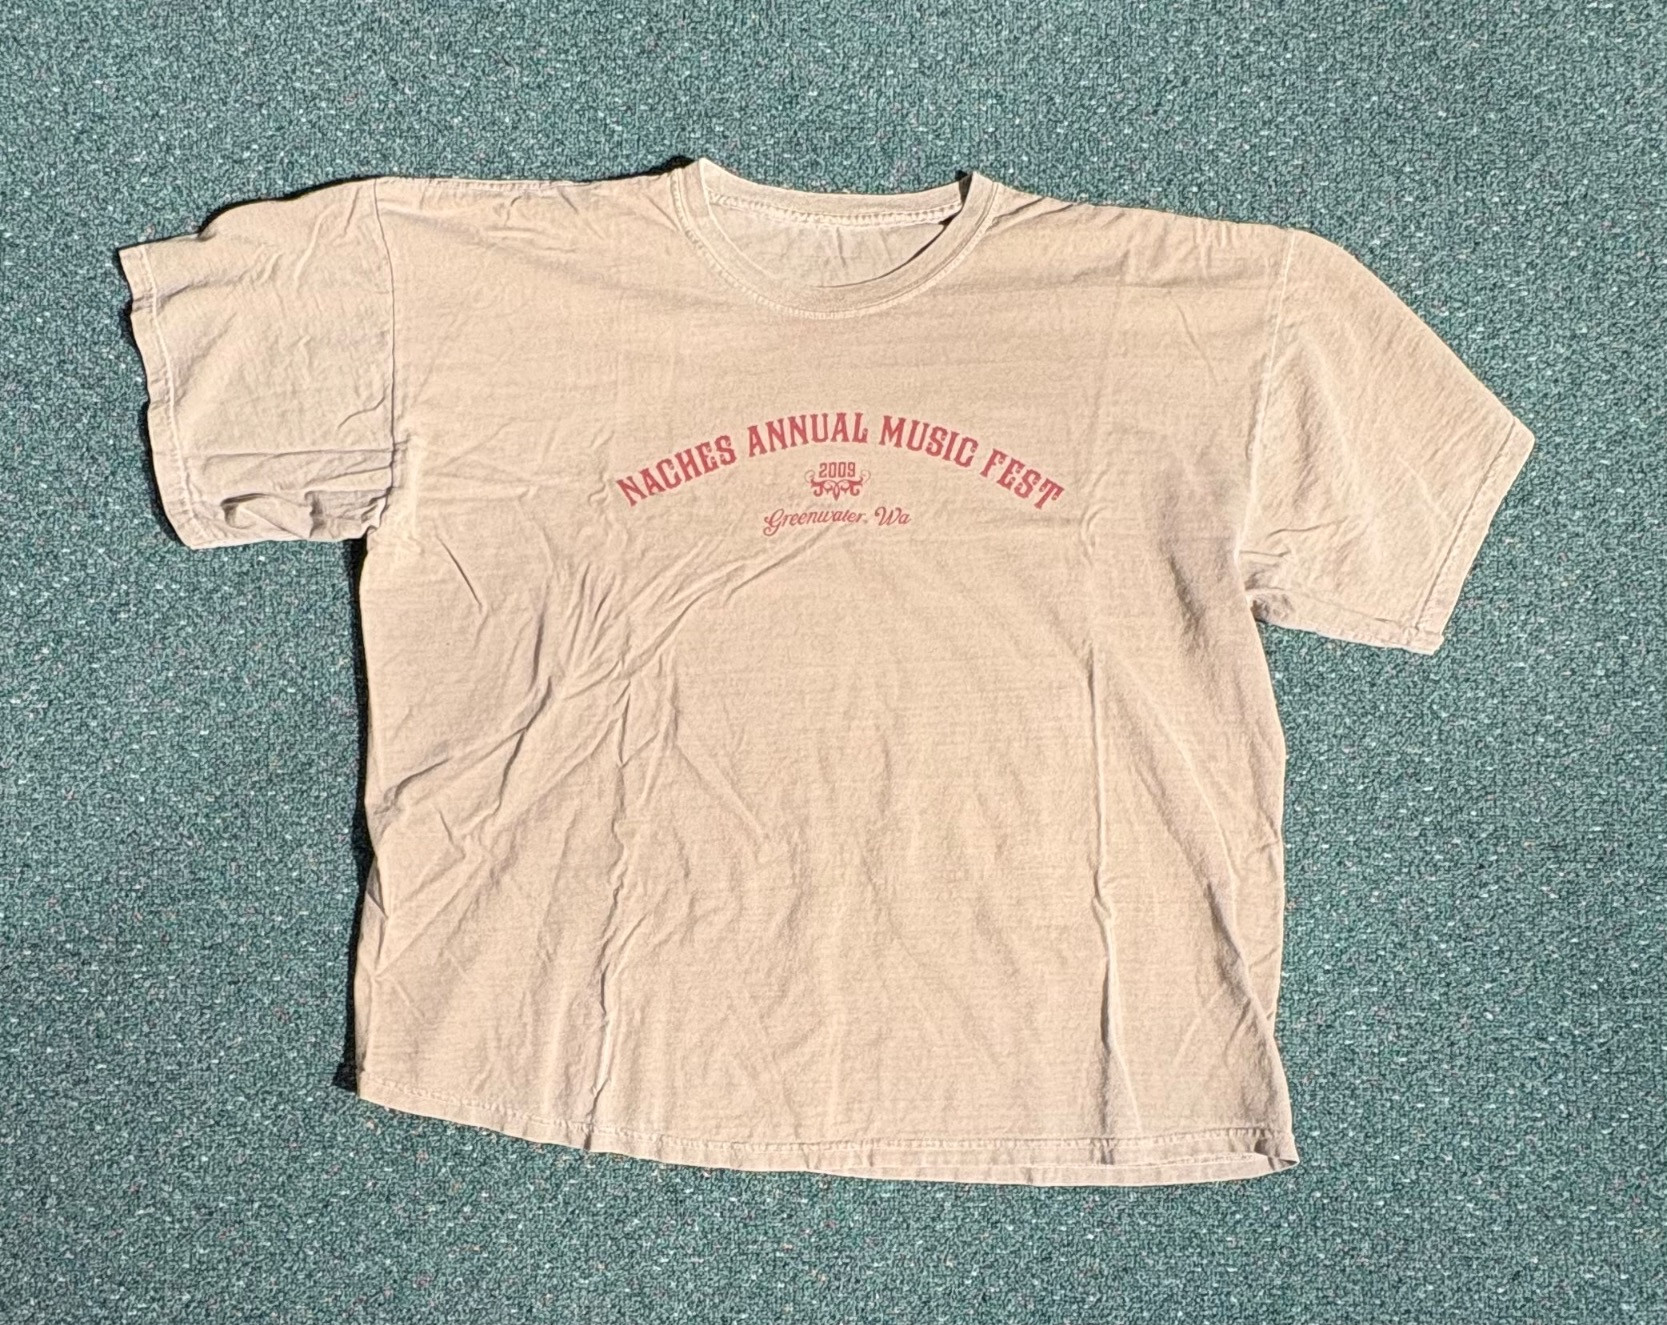 NACHES ANNUAL MUSIC FEST
2009
Greenwater, Wa